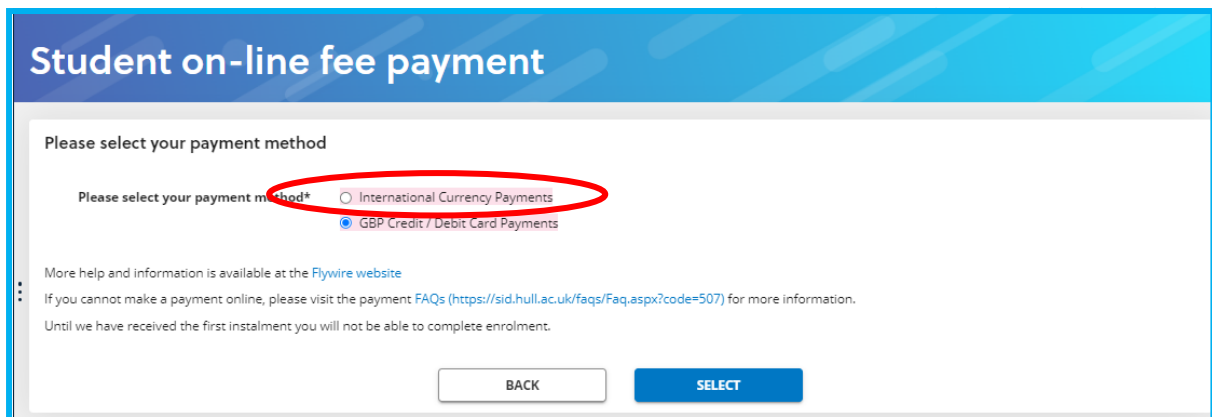 Student on-line fee payment
Please select your payment method
Please select your payment method* International Currency Payments
GBP Credit / Debit Card Payments
More help and information is available at the Flywire website
If you cannot make a payment online, please visit the payment FAQs (https://sid.hull.ac.uk/faqs/Faq.aspx?code=507) for more information.
Until we have received the first instalment you will not be able to complete enrolment.
BACK SELECT